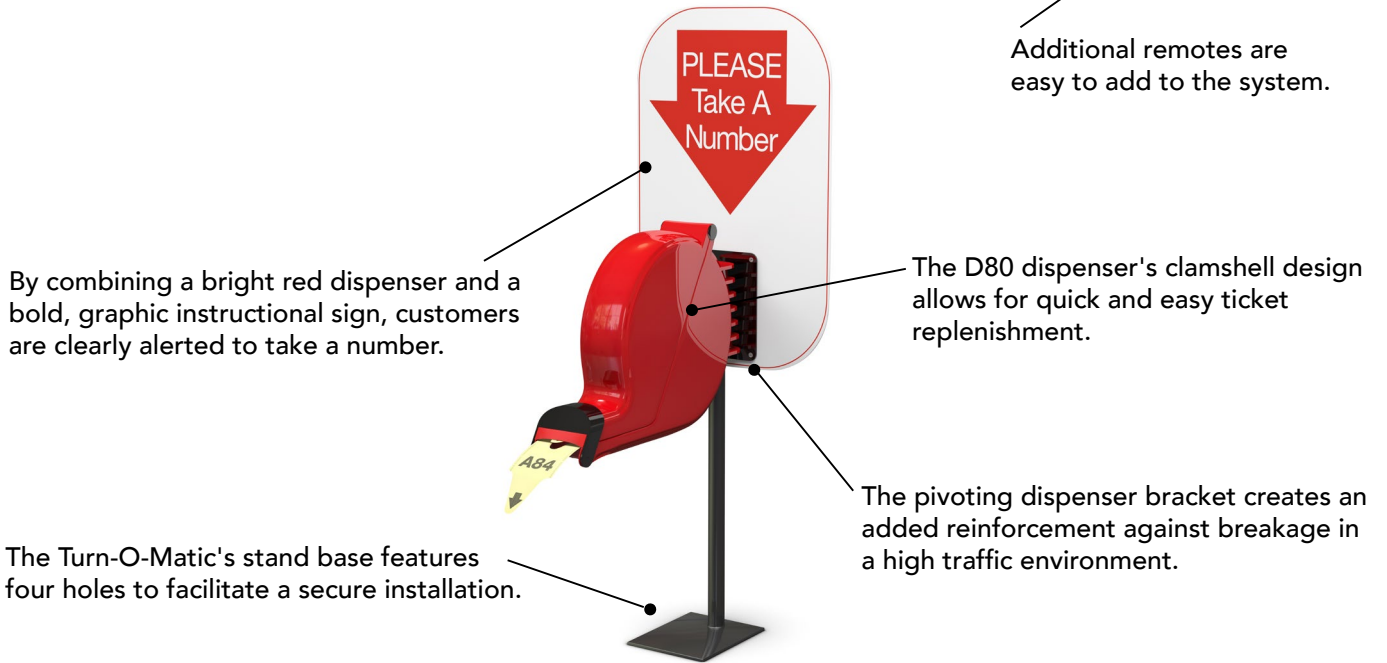 Additional remotes are
easy to add to the system.
PLEASE
Take A
Number
By combining a bright red dispenser and a
bold, graphic instructional sign, customers
are clearly alerted to take a number.
The D80 dispenser's clamshell design
allows for quick and easy ticket
replenishment.
A84
The pivoting dispenser bracket creates an
added reinforcement against breakage in
a high traffic environment.
The Turn-O-Matic's stand base features
four holes to facilitate a secure installation.